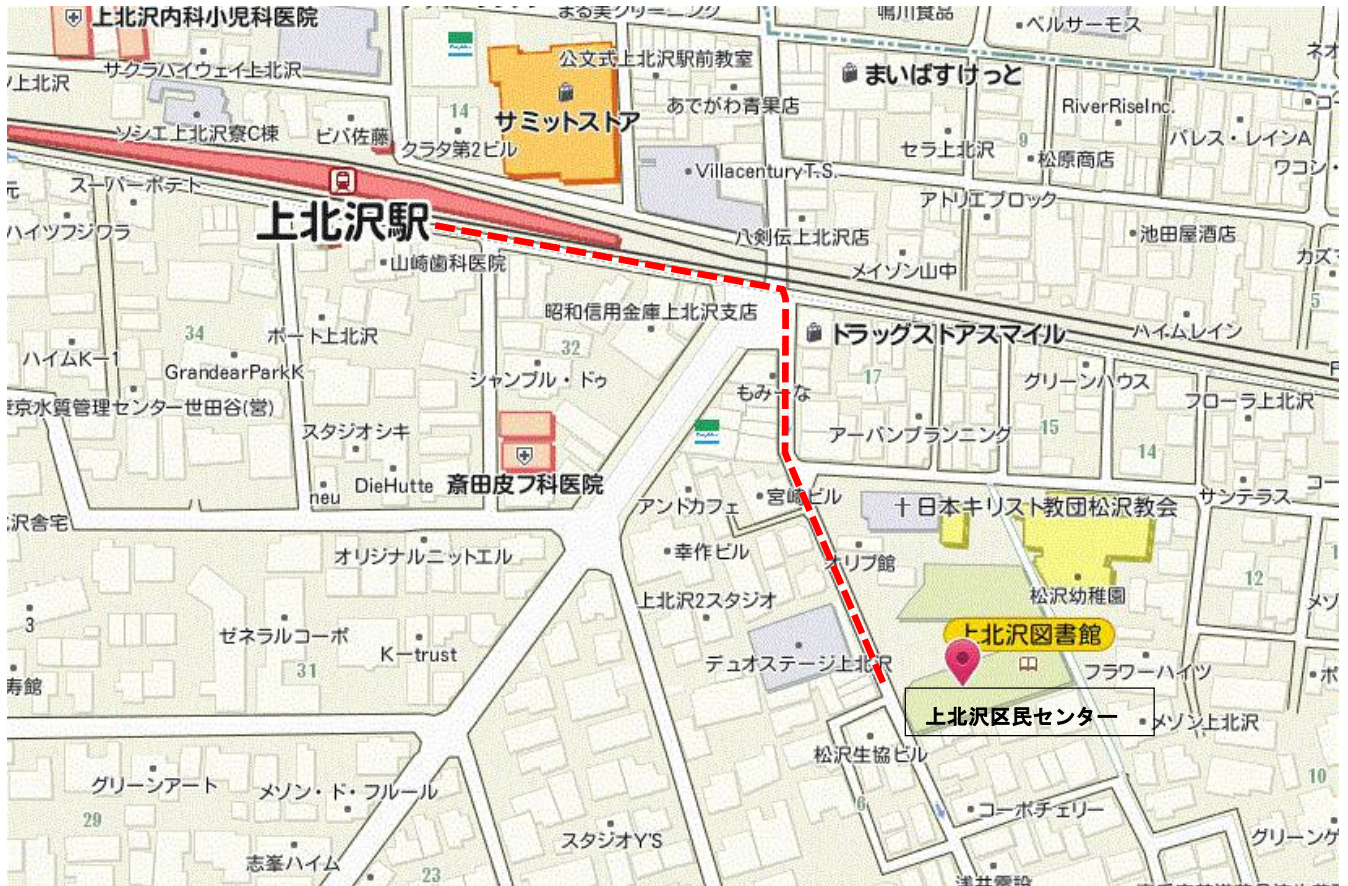 上北沢内科小児科医院
まる美クリーニング
鳴川食品
ベルサーモス
サクラハイウェイ上北沢
公文式上北沢駅前教室
まいばすけっと
上北沢
14
サミットストア
あでがわ青果店
RiverRiseInc.
ソシエ上北沢寮C棟
ビバ佐藤
クラタ第2ビル
セラ上北沢
9
松原商店
パレス・レインA
ワコシ・
スーパーポテト
VillacenturyT.S.
アトリエブロック
上北沢駅
ハイツフジワラ
八剣伝上北沢店
池田屋酒店
山崎歯科医院
メイゾン山中
昭和信用金庫上北沢支店
5
34
ポート上北沢
32
ドラッグストアスマイル
ハイムレイン
ハイムK-1
GrandearParkK
シャンブル・ドゥ
もみーな
17
グリーンハウス
京水質管理センター世田谷(営)
フローラ上北沢
スタジオシキ
アーバンプランニング
15
14
neu
DieHutte
斎田皮フ科医院
アンドカフェ
宮崎ビル
日本キリスト教団松沢教会
サンテラス
沢舎宅
オリジナルニットエル
幸作ビル
オリブ館
12
3
上北沢2スタジオ
松沢幼稚園
ゼネラルコーポ
K-trust
上北沢図書館
31
デュオステージ上北沢
フラワーハイツ
寿館
上北沢区民センター
メゾン上北沢
松沢生協ビル
グリーンアート
メゾン・ド・フルール
10
29
6
コーポチェリー
スタジオY'S
グリーンゲ
志峯ハイム
23
浅井電設